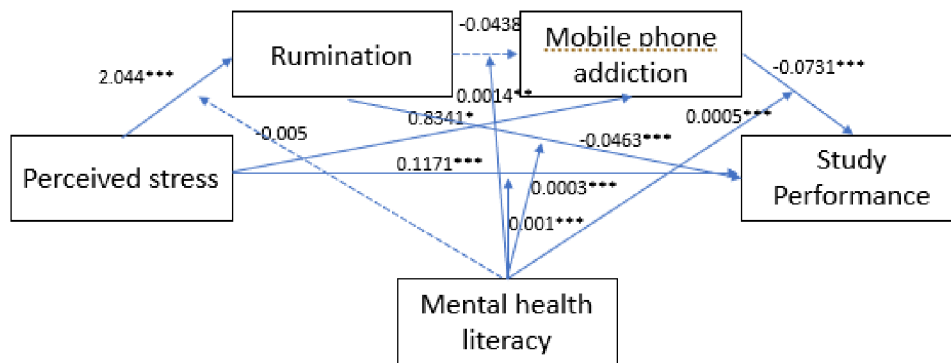 -0.0438
Rumination
Mobile phone
addiction
2.044***
-0.0731***
0.0014**
0.8341*
0.0005***
-0.005
-0.0463***
Perceived stress
0.1171***
Study
Performance
0.0003***
0.001***
Mental health
literacy